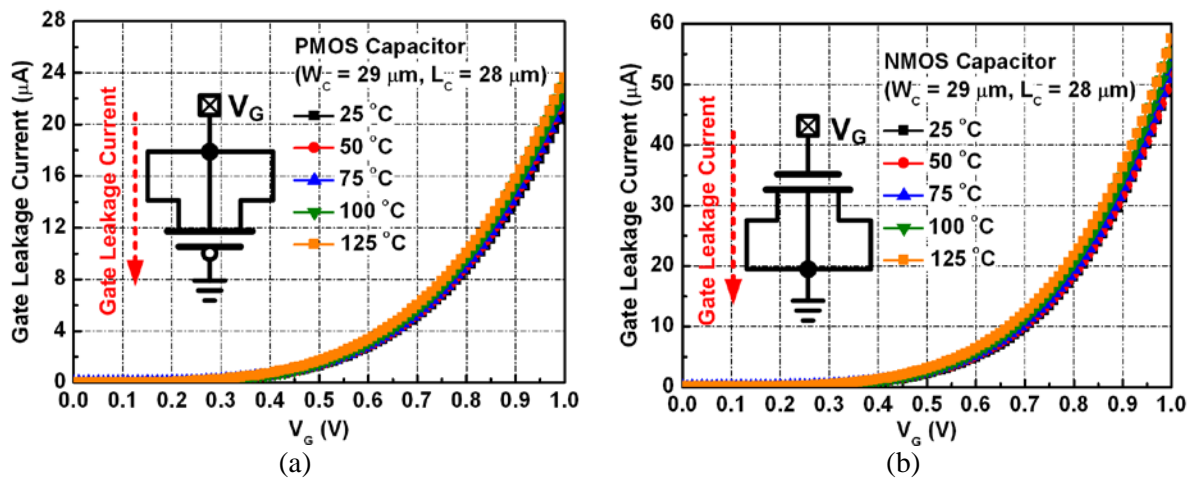 28
24
20
16
12
8
4
0
Gate Leakage Current (μA)
PMOS Capacitor
(W_C = 29 μm, L_C = 28 μm)
V_G
Gate Leakage Current
25 °C
50 °C
75 °C
100 °C
125 °C
0.0 0.1 0.2 0.3 0.4 0.5 0.6 0.7 0.8 0.9 1.0
V_G (V)
(a)
60
50
40
30
20
10
0
Gate Leakage Current (μA)
NMOS Capacitor
(W_C = 29 μm, L_C = 28 μm)
V_G
Gate Leakage Current
25 °C
50 °C
75 °C
100 °C
125 °C
0.0 0.1 0.2 0.3 0.4 0.5 0.6 0.7 0.8 0.9 1.0
V_G (V)
(b)